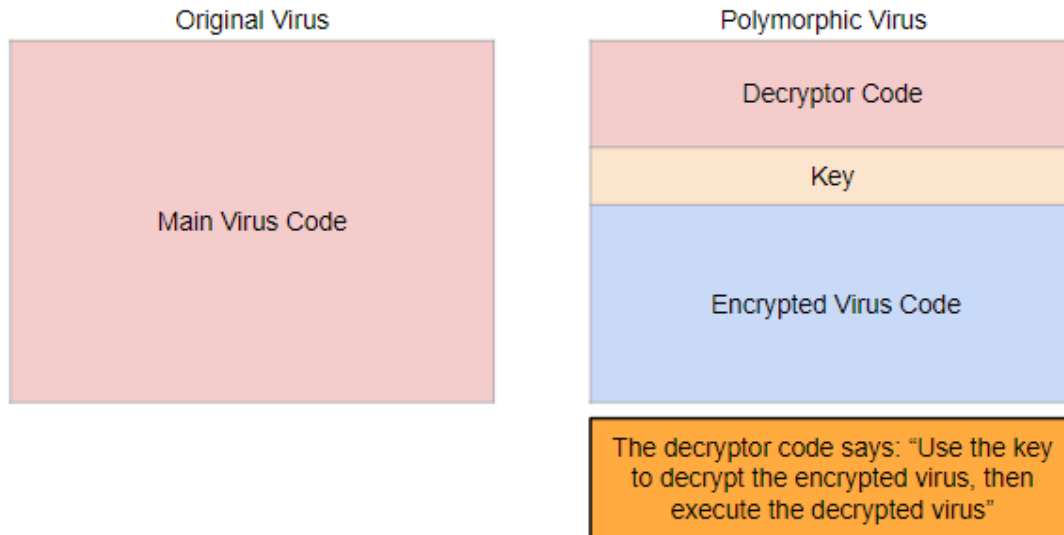 Original Virus
Polymorphic Virus
Main Virus Code
Decryptor Code
Key
Encrypted Virus Code
The decryptor code says: “Use the key
to decrypt the encrypted virus, then
execute the decrypted virus”